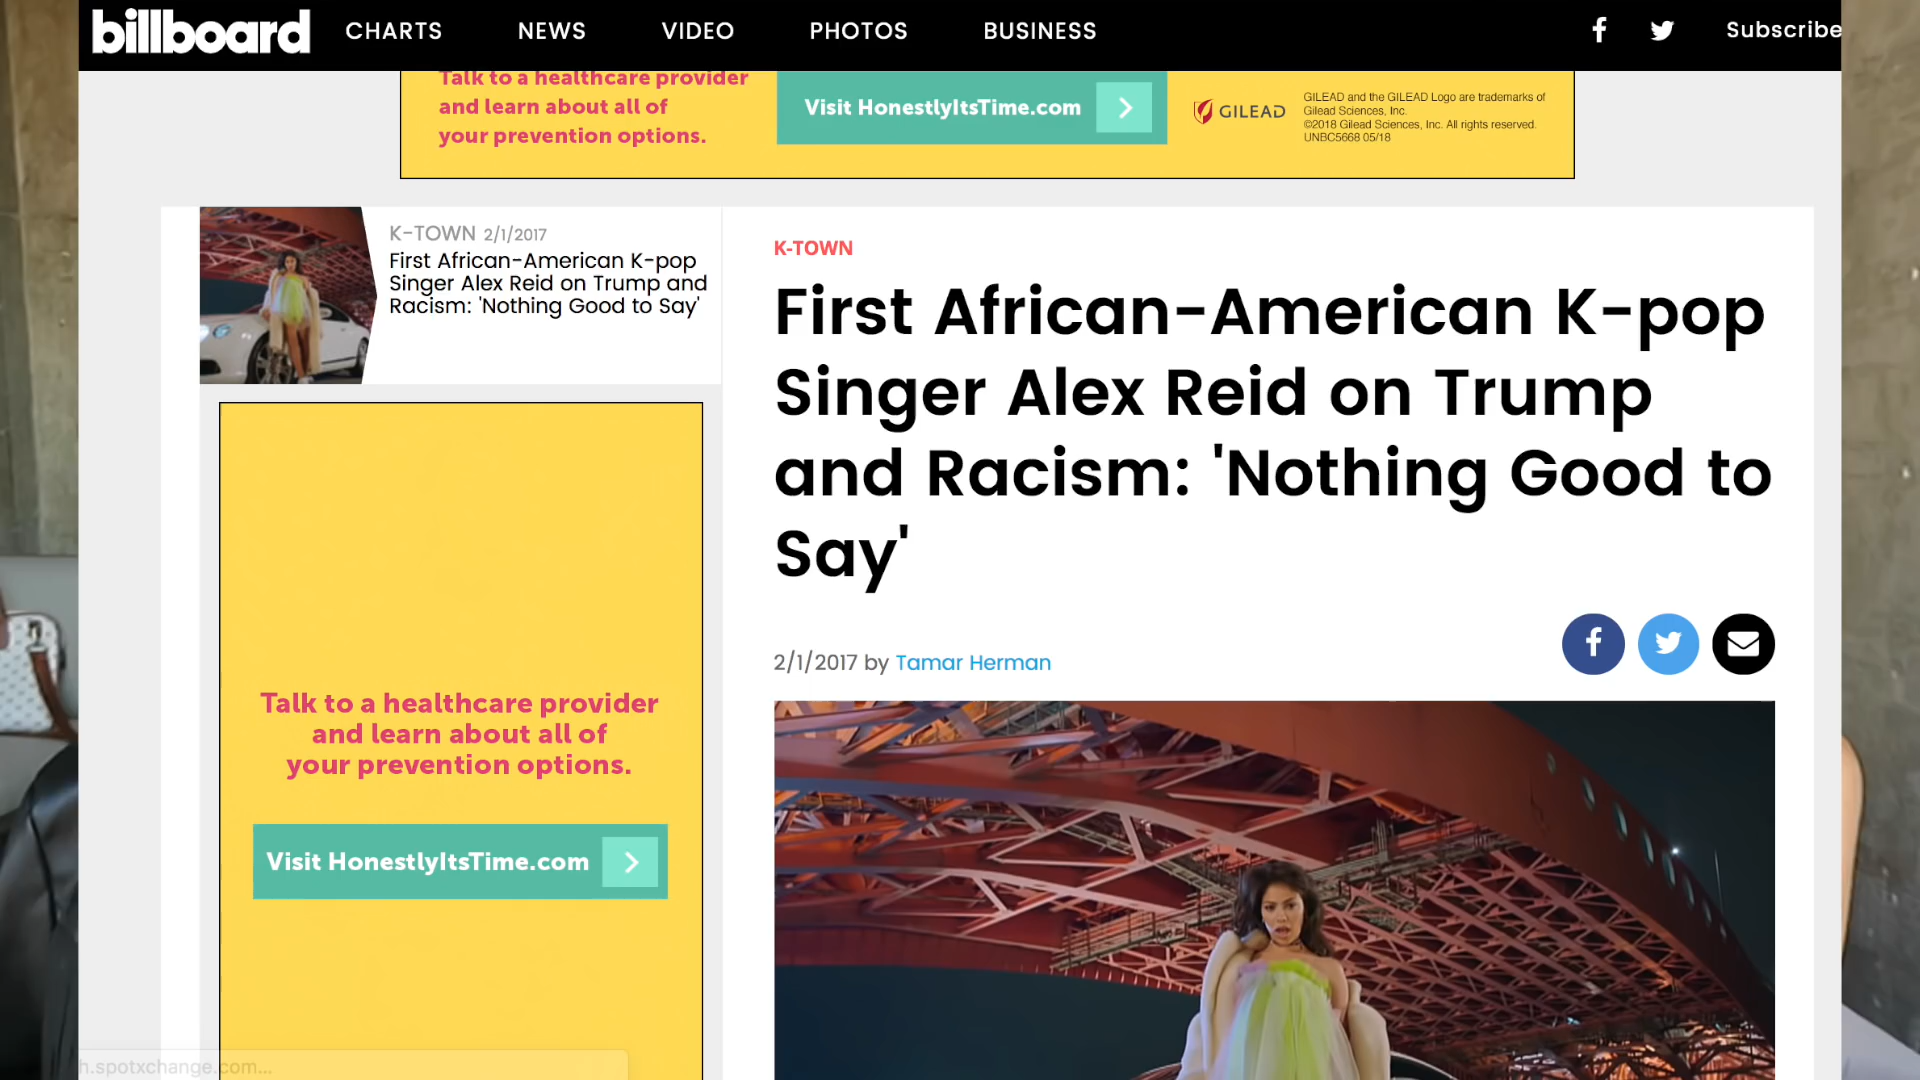 billboard
CHARTS
NEWS
VIDEO
PHOTOS
BUSINESS
Subscribe
Talk to a healthcare provider
and learn about all of
your prevention options.
Visit HonestlyItsTime.com
GILEAD
GILEAD and the GILEAD Logo are trademarks of
Gilead Sciences, Inc.
©2018 Gilead Sciences, Inc. All rights reserved.
UNBC5668 05/18
K-TOWN 2/1/2017
First African-American K-pop
Singer Alex Reid on Trump and
Racism: 'Nothing Good to Say'
Talk to a healthcare provider
and learn about all of
your prevention options.
Visit HonestlyItsTime.com
K-TOWN
First African-American K-pop
Singer Alex Reid on Trump
and Racism: 'Nothing Good to
Say'
2/1/2017 by Tamar Herman
h.spotxchange.com...